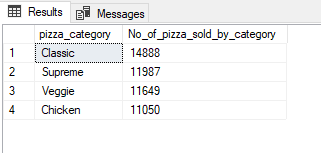 Results Messages
pizza_category No_of_pizza_sold_by_category
1 Classic 14888
2 Supreme 11987
3 Veggie 11649
4 Chicken 11050